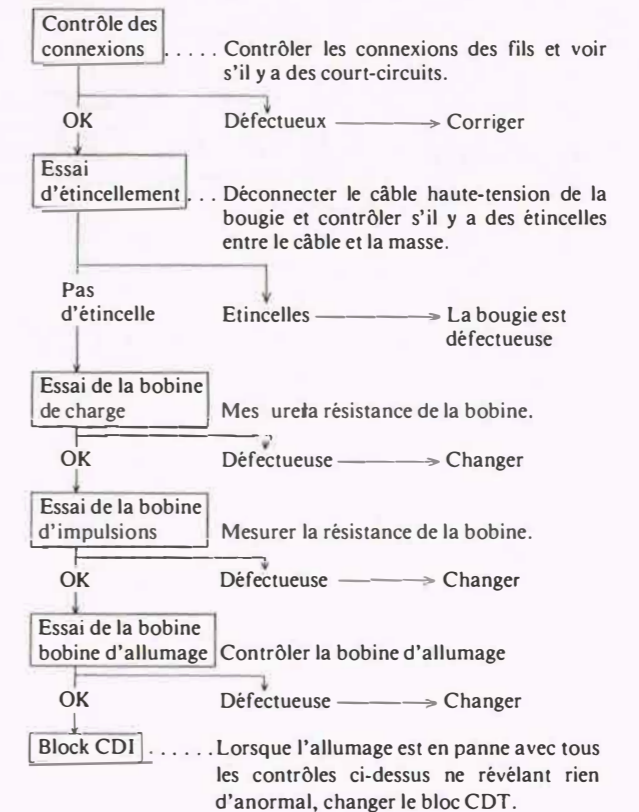 Contrôle des
connexions . . . . . Contrôler les connexions des fils et voir
s'il y a des court-circuits.
OK Défectueux Corriger
Essai
d'étincellement . . . Déconnecter le câble haute-tension de la
bougie et contrôler s'il y a des étincelles
entre le câble et la masse.
Pas
d'étincelle Etincelles La bougie est
défectueuse
Essai de la bobine
de charge Mes urela résistance de la bobine.
OK Défectueuse Changer
Essai de la bobine
d'impulsions Mesurer la résistance de la bobine.
OK Défectueuse Changer
Essai de la bobine
bobine d'allumage Contrôler la bobine d'allumage
OK Défectueuse Changer
Block CDI . . . . . . Lorsque l'allumage est en panne avec tous
les contrôles ci-dessus ne révélant rien
d'anormal, changer le bloc CDT.